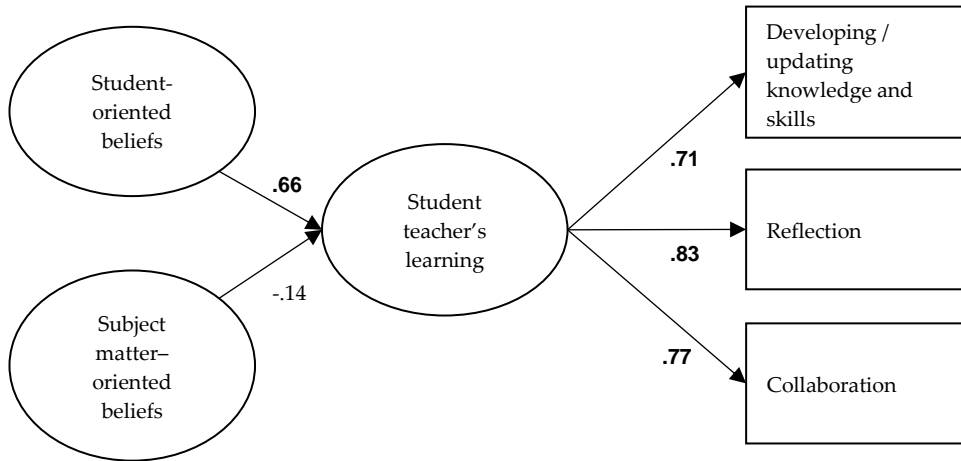 Student-
oriented
beliefs
.66
Subject
matter–
oriented
beliefs
-.14
Student
teacher’s
learning
.71
Developing /
updating
knowledge and
skills
.83
Reflection
.77
Collaboration